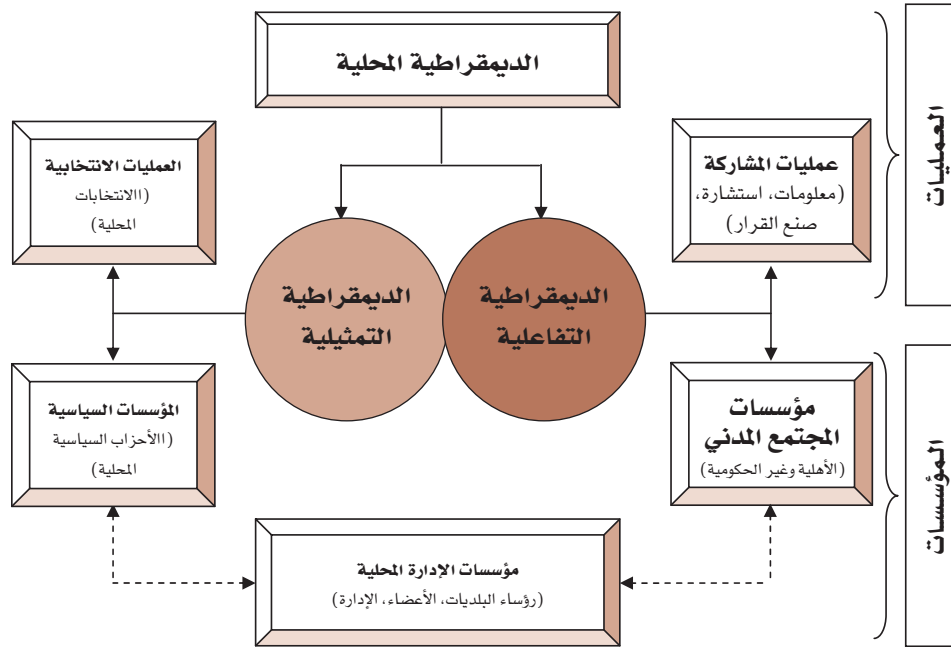 الديمقراطية المحلية
العمليات
عمليات المشاركة
(معلومات، استشارة،
صنع القرار)
العمليات الانتخابية
(االانتخابات
المحلية)
الديمقراطية
التفاعلية
الديمقراطية
التمثيلية
المؤسسات
مؤسسات
المجتمع المدني
(الأهلية وغير الحكومية)
المؤسسات السياسية
(االأحزاب السياسية
المحلية)
مؤسسات الإدارة المحلية
(رؤساء البلديات، الأعضاء، الإدارة)